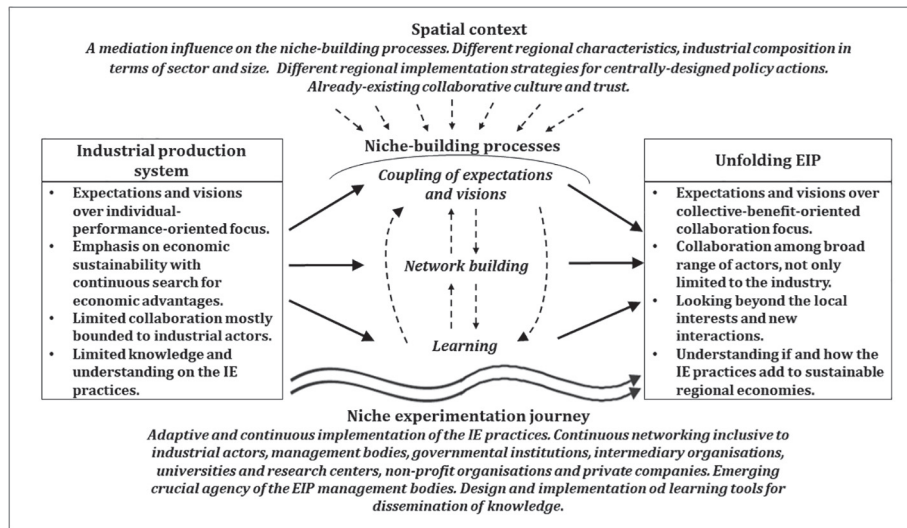 Spatial context
A mediation influence on the niche-building processes. Different regional characteristics, industrial composition in
terms of sector and size. Different regional implementation strategies for centrally-designed policy actions.
Already-existing collaborative culture and trust.
Industrial production
system
• Expectations and visions
over individual-
performance-oriented focus.
• Emphasis on economic
sustainability with
continuous search for
economic advantages.
• Limited collaboration mostly
bounded to industrial actors.
• Limited knowledge and
understanding on the IE
practices.
Niche-building processes
Coupling of expectations
and visions
Network building
Learning
Unfolding EIP
• Expectations and visions over
collective-benefit-oriented
collaboration focus.
• Collaboration among broad
range of actors, not only
limited to the industry.
• Looking beyond the local
interests and new
interactions.
• Understanding if and how the
IE practices add to sustainable
regional economies.
Niche experimentation journey
Adaptive and continuous implementation of the IE practices. Continuous networking inclusive to
industrial actors, management bodies, governmental institutions, intermediary organisations,
universities and research centers, non-profit organisations and private companies. Emerging
crucial agency of the EIP management bodies. Design and implementation od learning tools for
dissemination of knowledge.